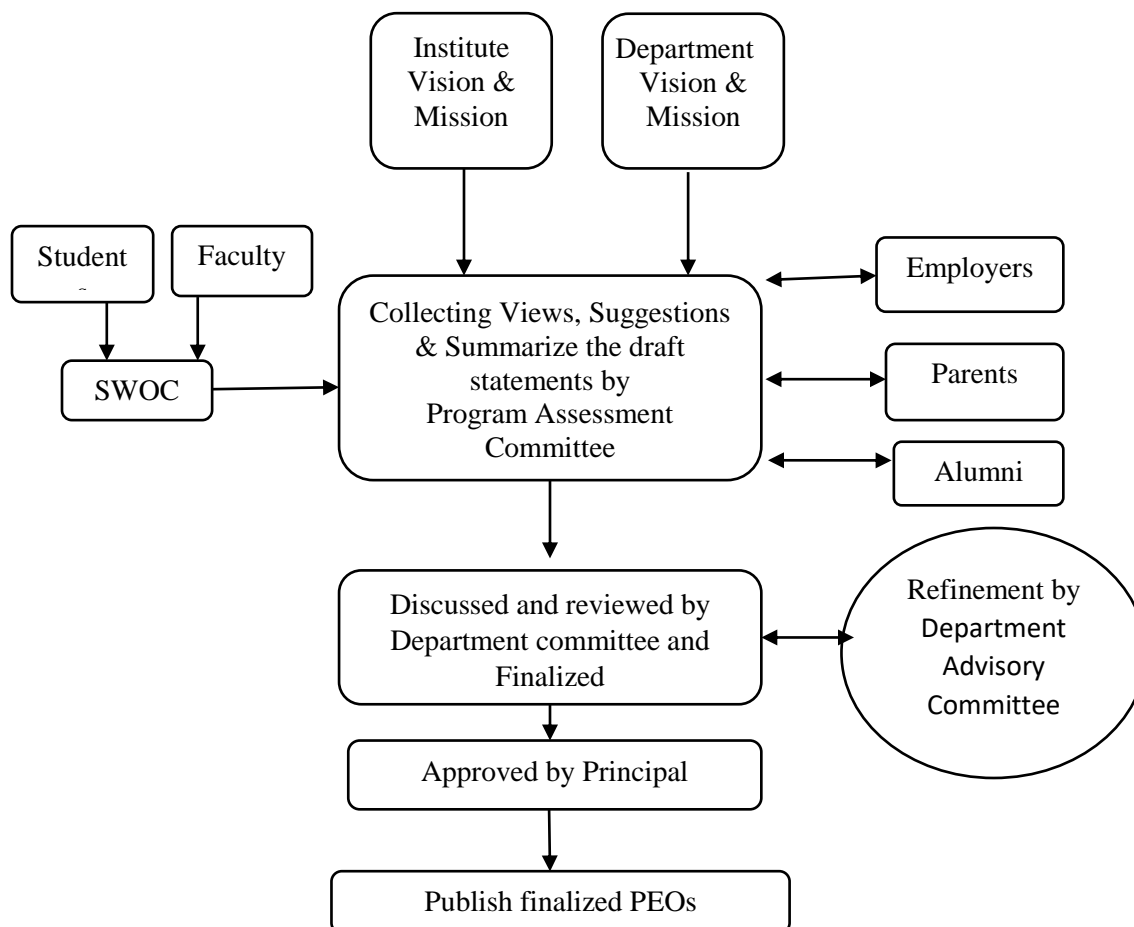 Institute
Vision &
Mission
Department
Vision &
Mission
Student
Faculty
SWOC
Collecting Views, Suggestions
& Summarize the draft
statements by
Program Assessment
Committee
Employers
Parents
Alumni
Discussed and reviewed by
Department committee and
Finalized
Refinement by
Department
Advisory
Committee
Approved by Principal
Publish finalized PEOs